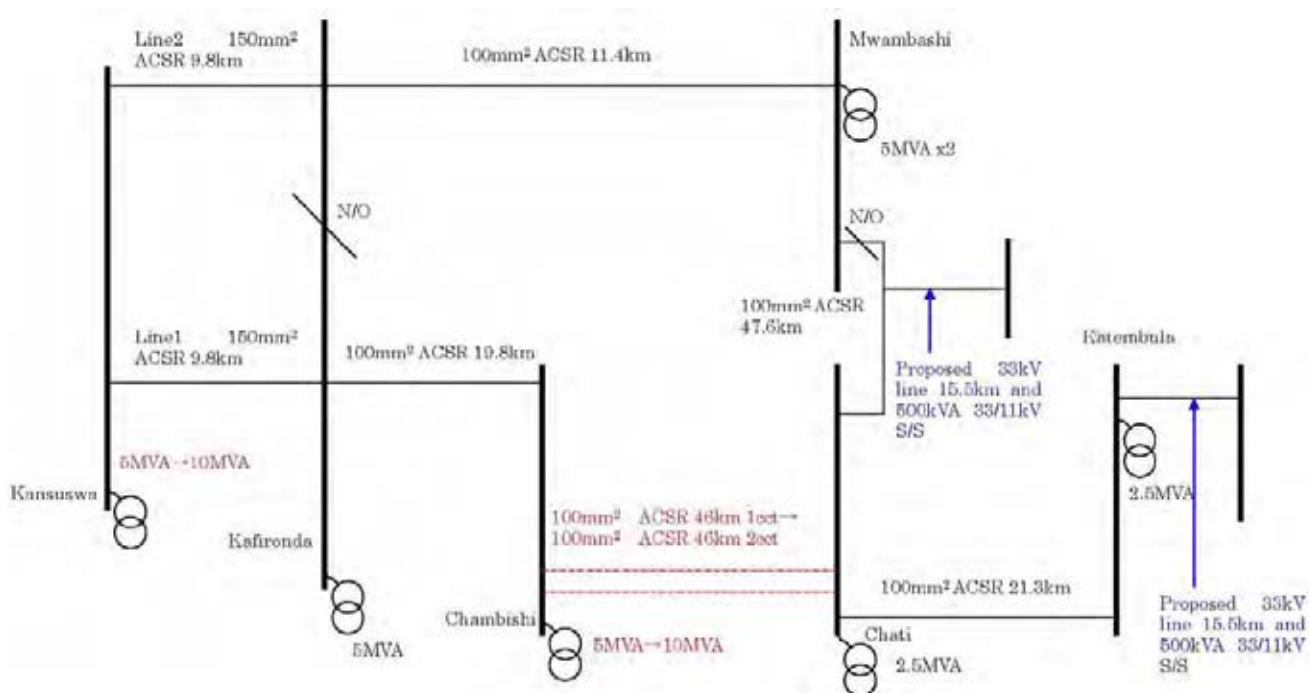 Line2 150mm²
ACSR 9.8km
100mm² ACSR 11.4km
Mwambashi
5MVA x2
N/O
N/O
100mm² ACSR
47.6km
Line1 150mm²
ACSR 9.8km
100mm² ACSR 19.8km
Proposed 33kV
line 15.5km and
500kVA 33/11kV
S/S
Katembula
2.5MVA
5MVA→10MVA
Kansuswa
Kafironda
5MVA
100mm² ACSR 46km 1cct→
100mm² ACSR 46km 2cct
Chambishi
5MVA→10MVA
100mm² ACSR 21.3km
Chati
2.5MVA
Proposed 33kV
line 15.5km and
500kVA 33/11kV
S/S